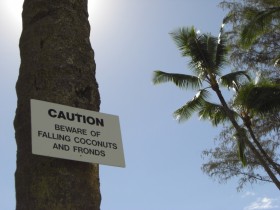 CAUTION
BEWARE OF
FALLING COCONUTS
AND FRONDS